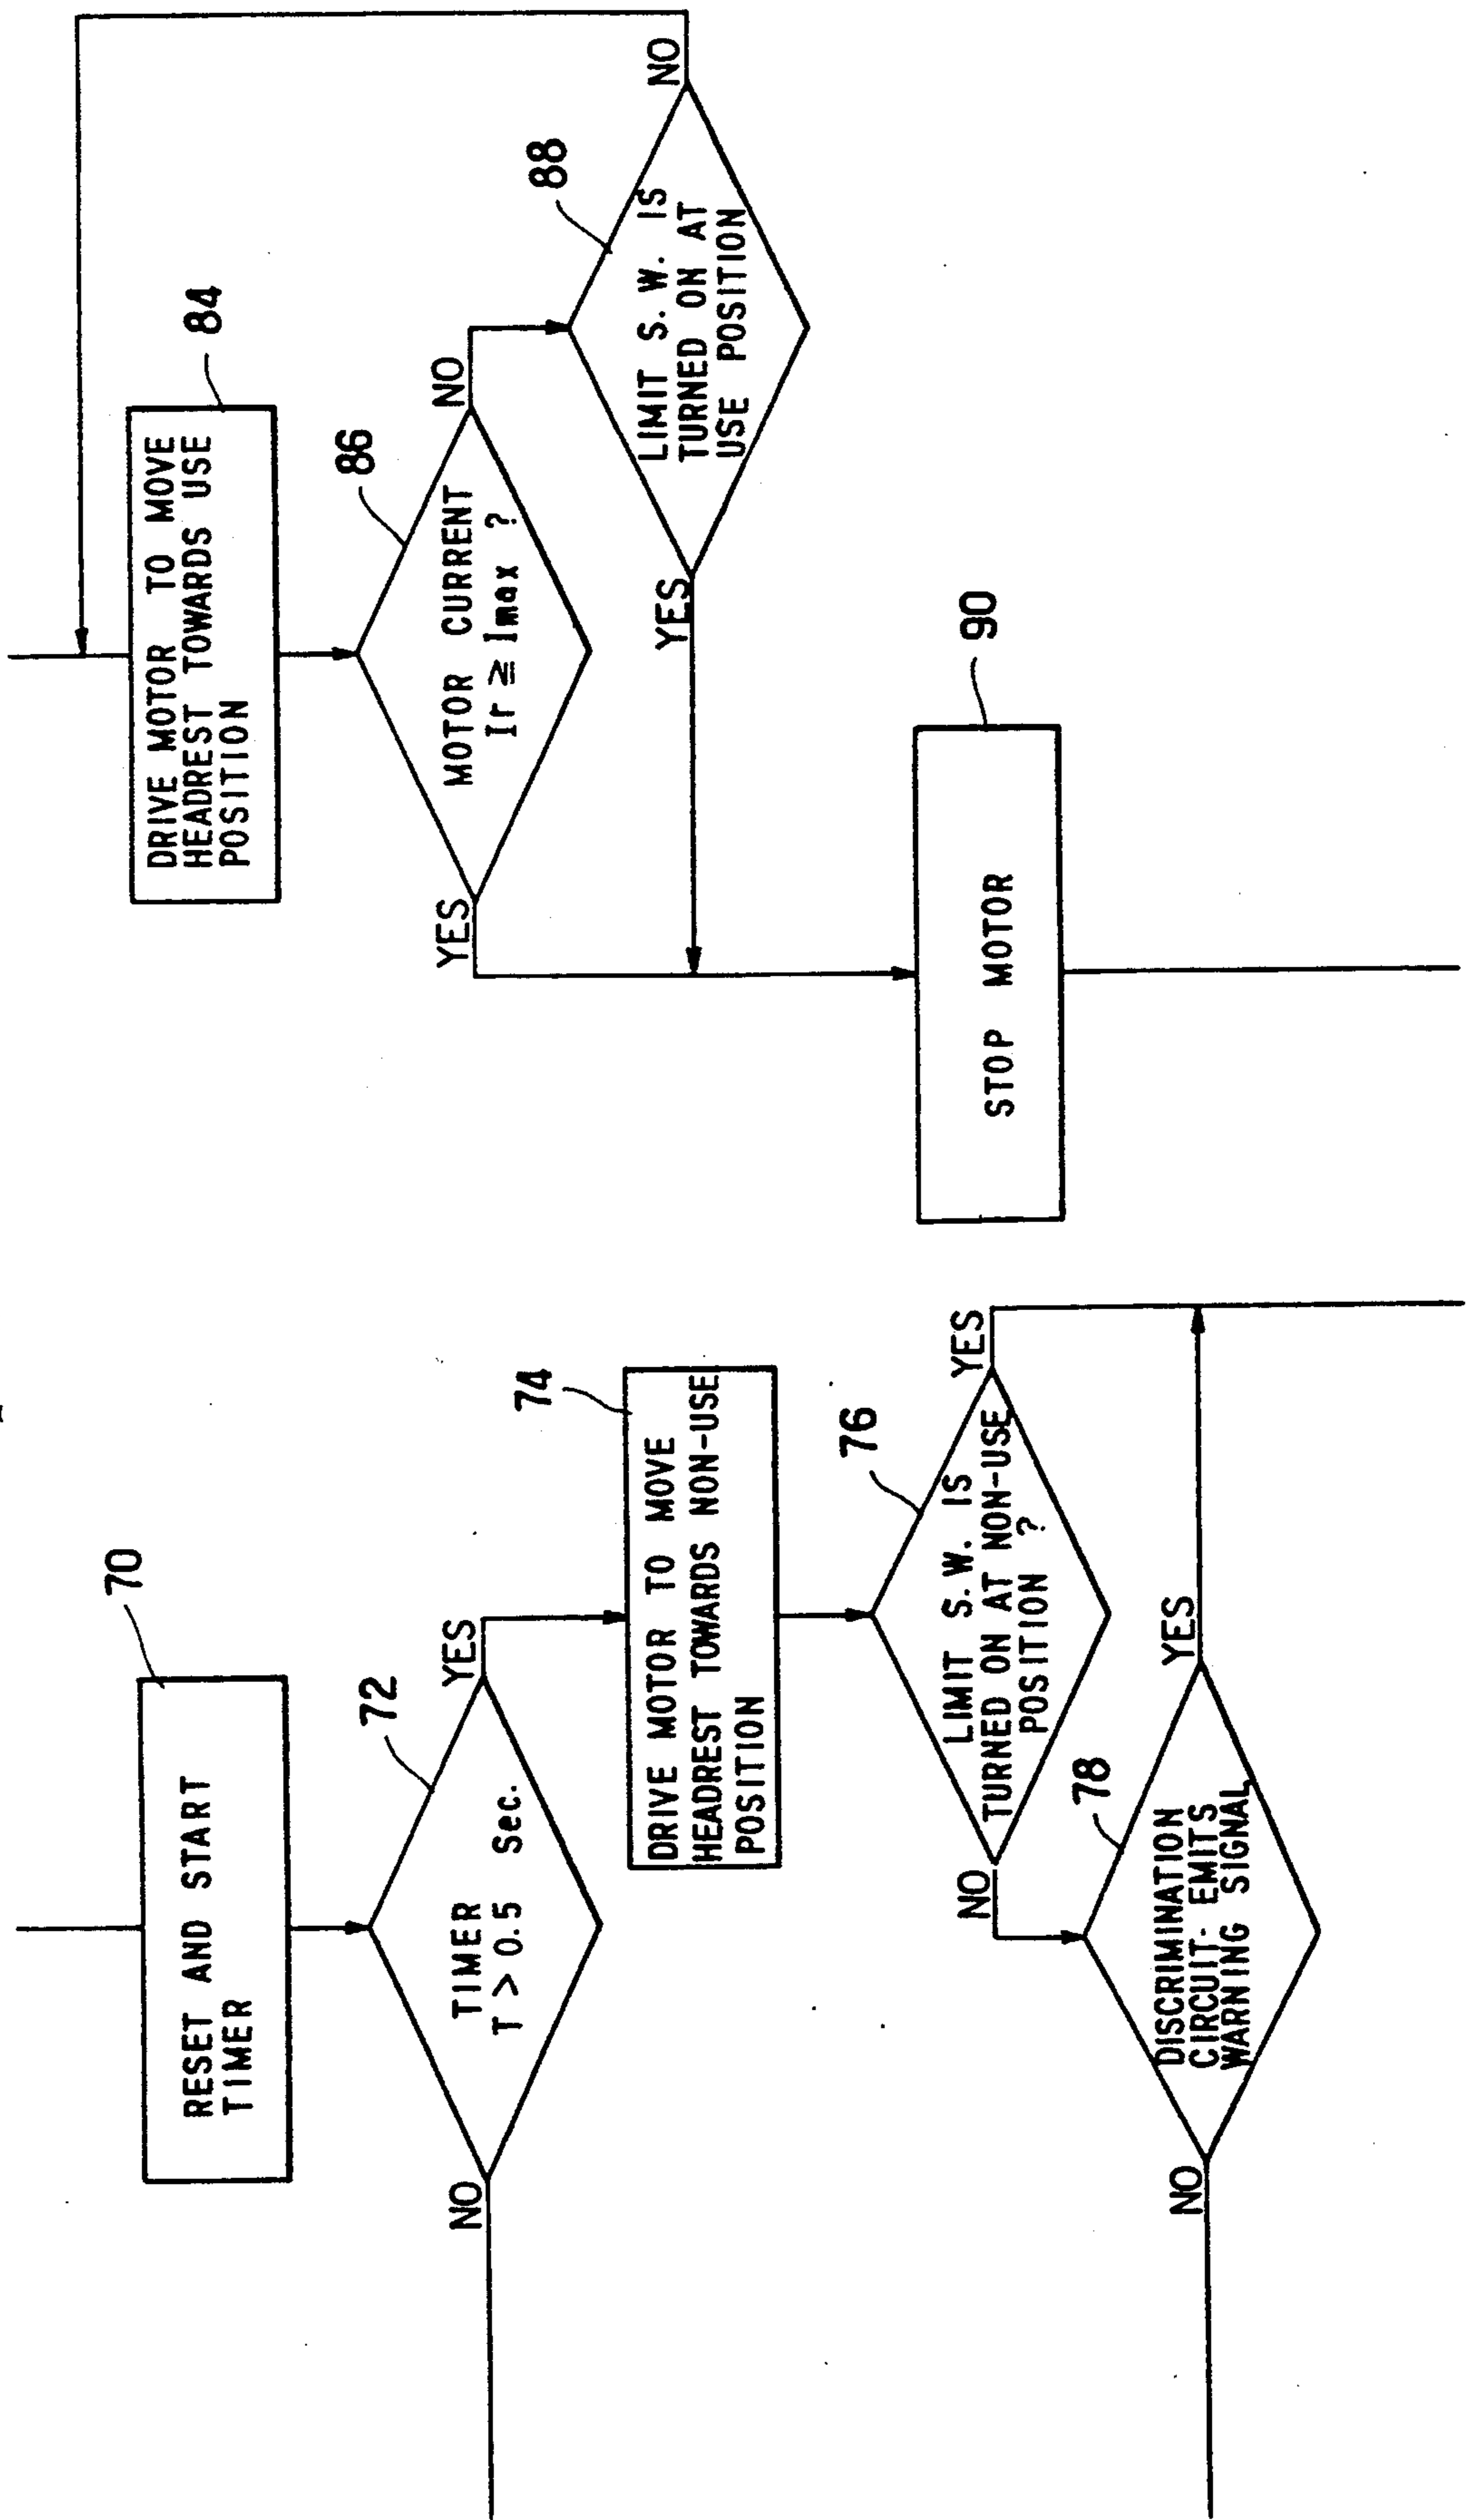 70
RESET AND START
TIMER
72
TIMER
T > 0.5 Sec.
YES
NO
74
DRIVE MOTOR TO MOVE
HEADREST TOWARDS NON-USE
POSITION
76
LIMIT S.W. IS
TURNED ON AT NON-USE
POSITION ?
YES
NO
78
DISCRIMINATION
CIRCUIT EMITS
WARNING SIGNAL
YES
NO
84
DRIVE MOTOR TO MOVE
HEADREST TOWARDS USE
POSITION
86
MOTOR CURRENT
Ir ≧ Imax ?
NO
YES
88
LIMIT S.W. IS
TURNED ON AT
USE POSITION
NO
YES
90
STOP MOTOR